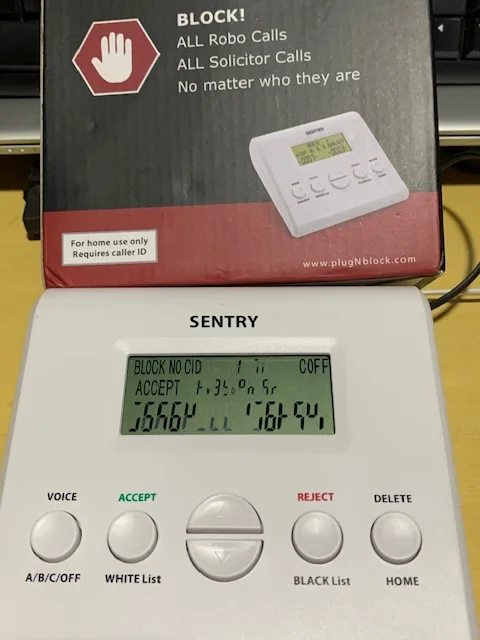 BLOCK!
ALL Robo Calls
ALL Solicitor Calls
No matter who they are
SENTRY
For home use only
Requires caller ID
www.plugNblock.com
SENTRY
BLOCK NO CID COFF
ACCEPT
VOICE ACCEPT REJECT DELETE
A/B/C/OFF WHITE List BLACK List HOME